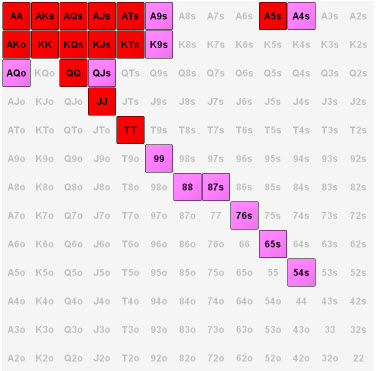 AA AKs AQs AJs ATs A9s A8s A7s A6s A5s A4s A3s A2s
AKo KK KQs KJs KTs K9s K8s K7s K6s K5s K4s K3s K2s
AQo KQo QQ QJs QTs Q9s Q8s Q7s Q6s Q5s Q4s Q3s Q2s
AJo KJo QJo JJ JTs J9s J8s J7s J6s J5s J4s J3s J2s
ATo KTo QTo JTo TT T9s T8s T7s T6s T5s T4s T3s T2s
A9o K9o Q9o J9o T9o 99 98s 97s 96s 95s 94s 93s 92s
A8o K8o Q8o J8o T8o 98o 88 87s 86s 85s 84s 83s 82s
A7o K7o Q7o J7o T7o 97o 87o 77 76s 75s 74s 73s 72s
A6o K6o Q6o J6o T6o 96o 86o 76o 66 65s 64s 63s 62s
A5o K5o Q5o J5o T5o 95o 85o 75o 65o 55 54s 53s 52s
A4o K4o Q4o J4o T4o 94o 84o 74o 64o 54o 44 43s 42s
A3o K3o Q3o J3o T3o 93o 83o 73o 63o 53o 43o 33 32s
A2o K2o Q2o J2o T2o 92o 82o 72o 62o 52o 42o 32o 22